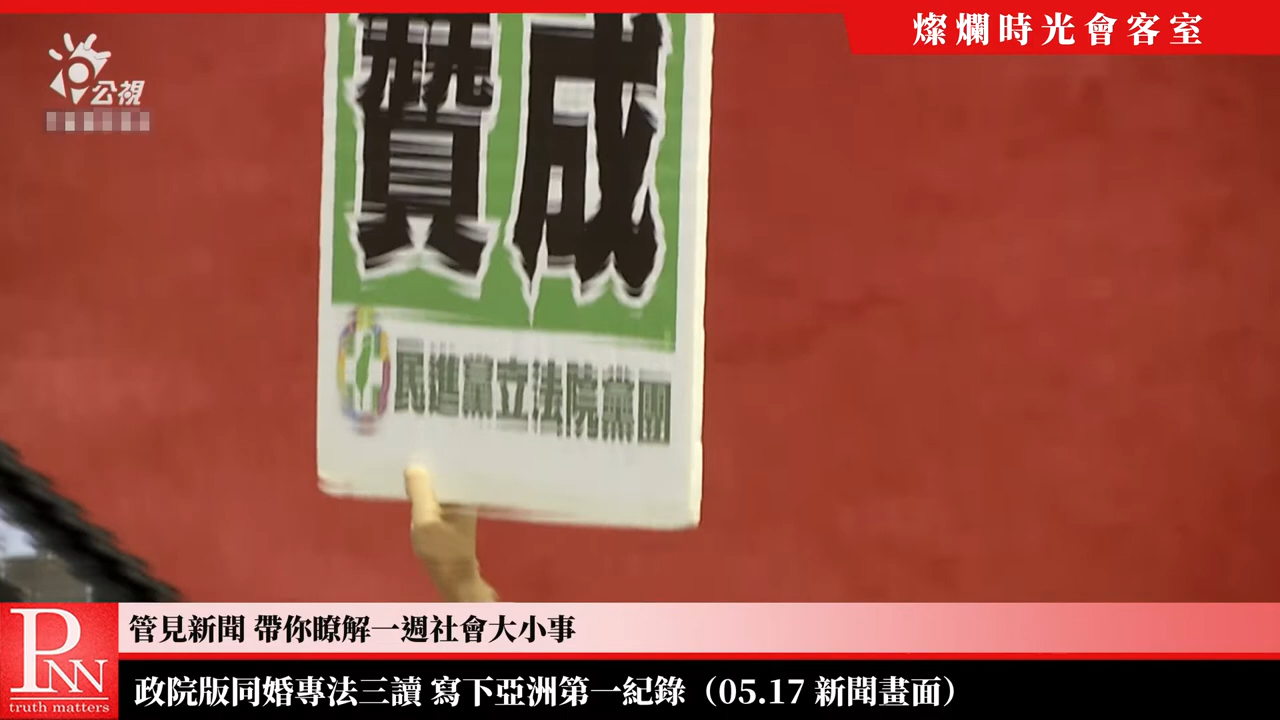 燦爛時光會客室
公視
贊成
民進黨立法院黨團
PNN
truth matters
管見新聞 帶你瞭解一週社會大小事
政院版同婚專法三讀 寫下亞洲第一紀錄（05.17 新聞畫面）